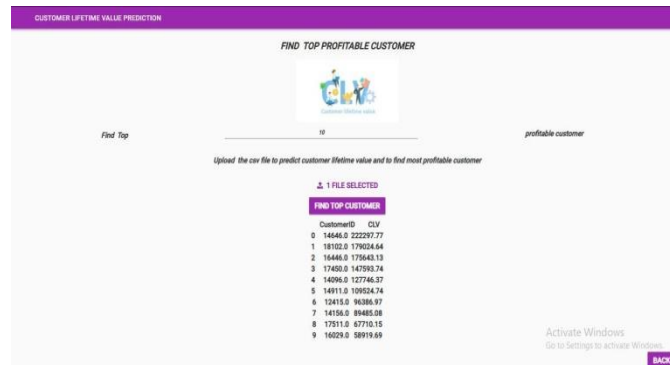 CUSTOMER LIFETIME VALUE PREDICTION
FIND TOP PROFITABLE CUSTOMER
CLV
Customer lifetime value
Find Top 10 profitable customer
Upload the csv file to predict customer lifetime value and to find most profitable customer
1 FILE SELECTED
FIND TOP CUSTOMER
CustomerID CLV
0 14646.0 222297.77
1 18102.0 179024.64
2 16446.0 175643.13
3 17450.0 147593.74
4 14096.0 127746.37
5 14911.0 109524.74
6 12415.0 96386.97
7 14156.0 89485.08
8 17511.0 67710.15
9 16029.0 58919.69
Activate Windows
Go to Settings to activate Windows.
BACK